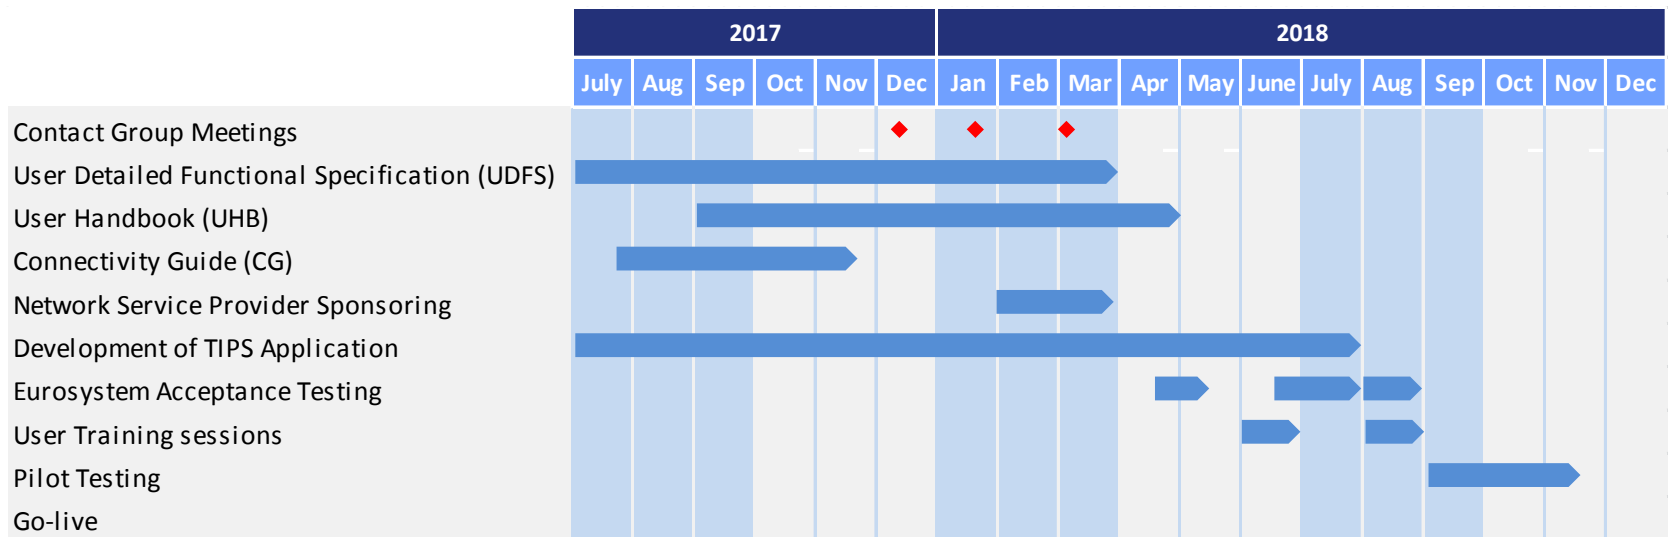 2017 2018
July Aug Sep Oct Nov Dec Jan Feb Mar Apr May June July Aug Sep Oct Nov Dec
Contact Group Meetings
User Detailed Functional Specification (UDFS)
User Handbook (UHB)
Connectivity Guide (CG)
Network Service Provider Sponsoring
Development of TIPS Application
Eurosystem Acceptance Testing
User Training sessions
Pilot Testing
Go-live